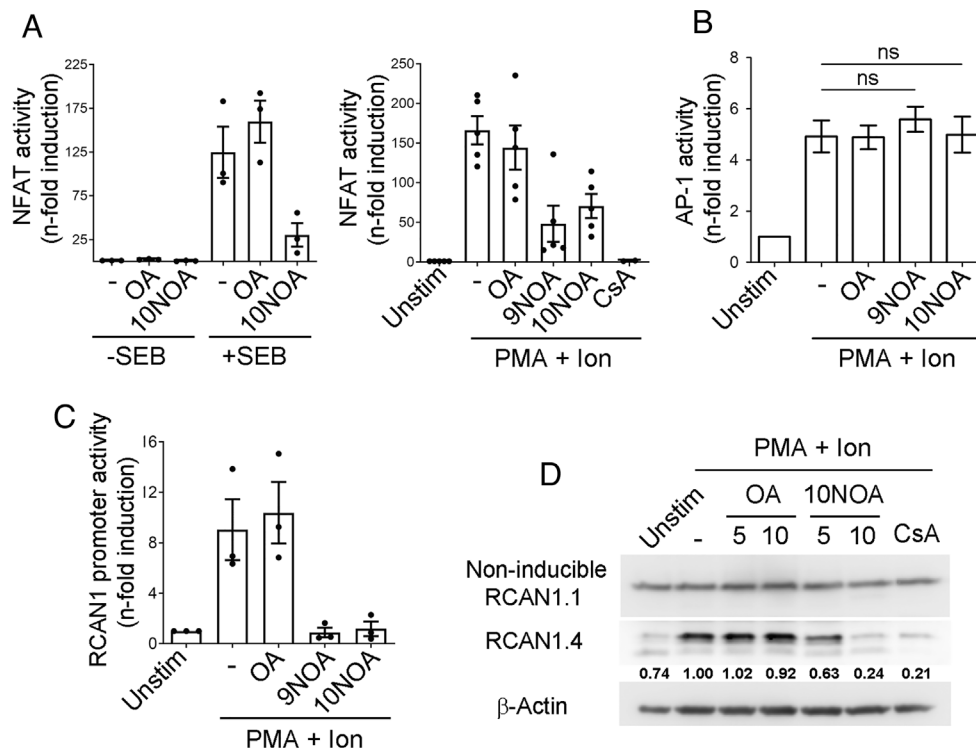 A
NFAT activity
(n-fold induction)
225
175
125
75
25
- OA 10NOA - OA 10NOA
-SEB +SEB
NFAT activity
(n-fold induction)
250
200
150
100
50
0
Unstim - OA 9NOA 10NOA CsA
PMA + Ion
B
AP-1 activity
(n-fold induction)
8
6
4
2
0
ns
ns
Unstim - OA 9NOA 10NOA
PMA + Ion
C
RCAN1 promoter activity
(n-fold induction)
16
12
8
4
0
Unstim - OA 9NOA 10NOA
PMA + Ion
D
PMA + Ion
OA 10NOA
Unstim - 5 10 5 10 CsA
Non-inducible
RCAN1.1
RCAN1.4
0.74 1.00 1.02 0.92 0.63 0.24 0.21
β-Actin